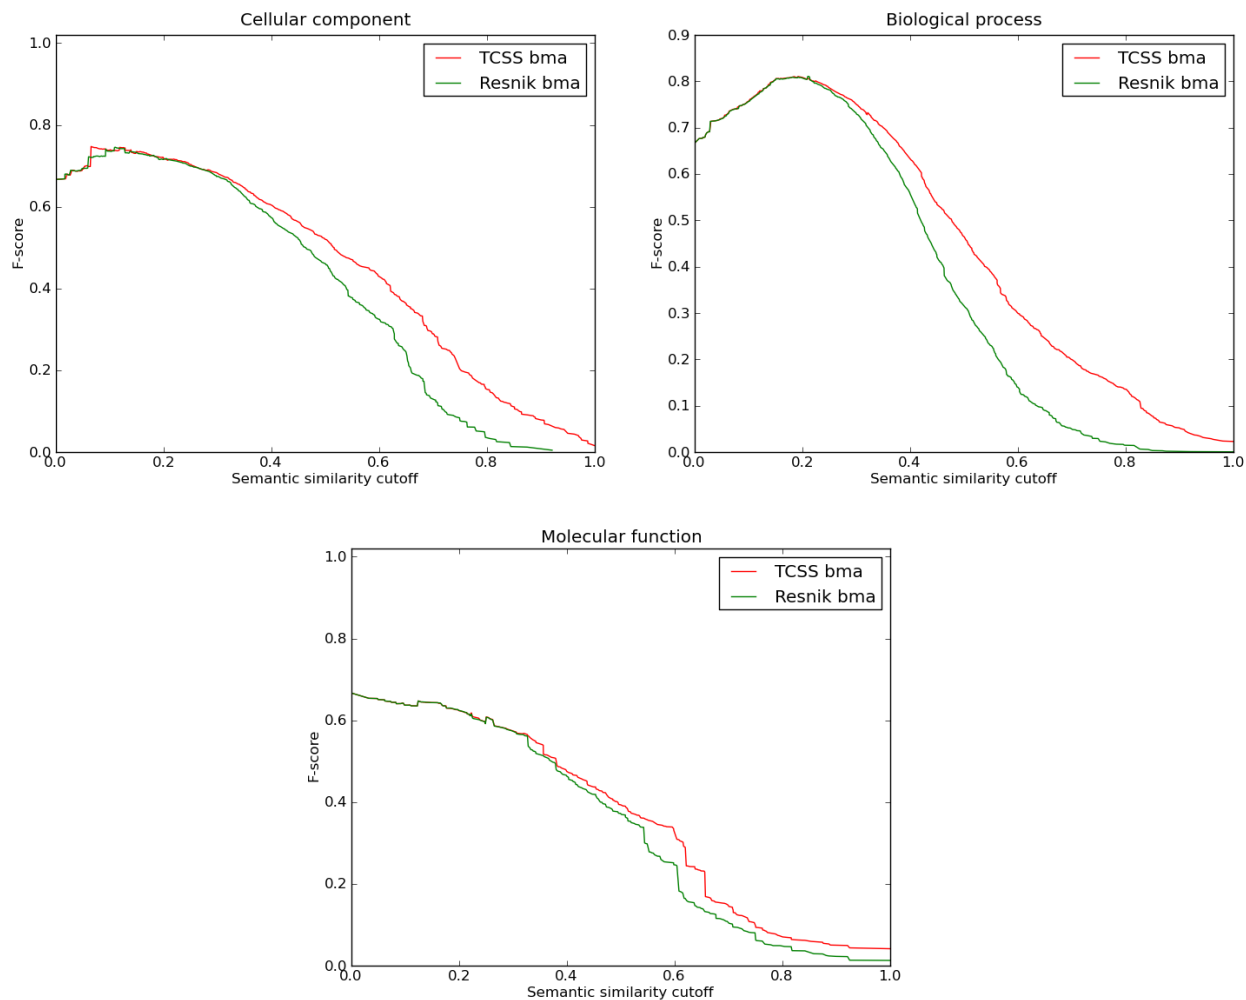 Cellular component
TCSS bma
Resnik bma
1.0
0.8
0.6
0.4
0.2
0.0
F-score
0.0 0.2 0.4 0.6 0.8 1.0
Semantic similarity cutoff
Biological process
TCSS bma
Resnik bma
0.9
0.8
0.7
0.6
0.5
0.4
0.3
0.2
0.1
0.0
F-score
0.0 0.2 0.4 0.6 0.8 1.0
Semantic similarity cutoff
Molecular function
TCSS bma
Resnik bma
1.0
0.8
0.6
0.4
0.2
0.0
F-score
0.0 0.2 0.4 0.6 0.8 1.0
Semantic similarity cutoff